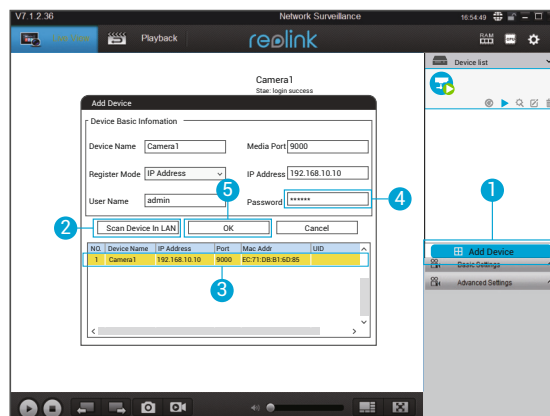 V7.1.2.36 Network Surveillance 16:54:49
Playback reolink RAM CPU
Device list
Camera1
Stae: login success
Add Device
Device Basic Infomation
Device Name Camera1 Media Port 9000
Register Mode IP Address IP Address 192.168.10.10
User Name admin Password ******
5
4
1
2
Scan Device In LAN OK Cancel
NO. Device Name IP Address Port Mac Addr UID
1 Camera1 192.168.10.10 9000 EC:71:DB:B1:6D:85
3
Add Device
Basic Settings
Advanced Settings